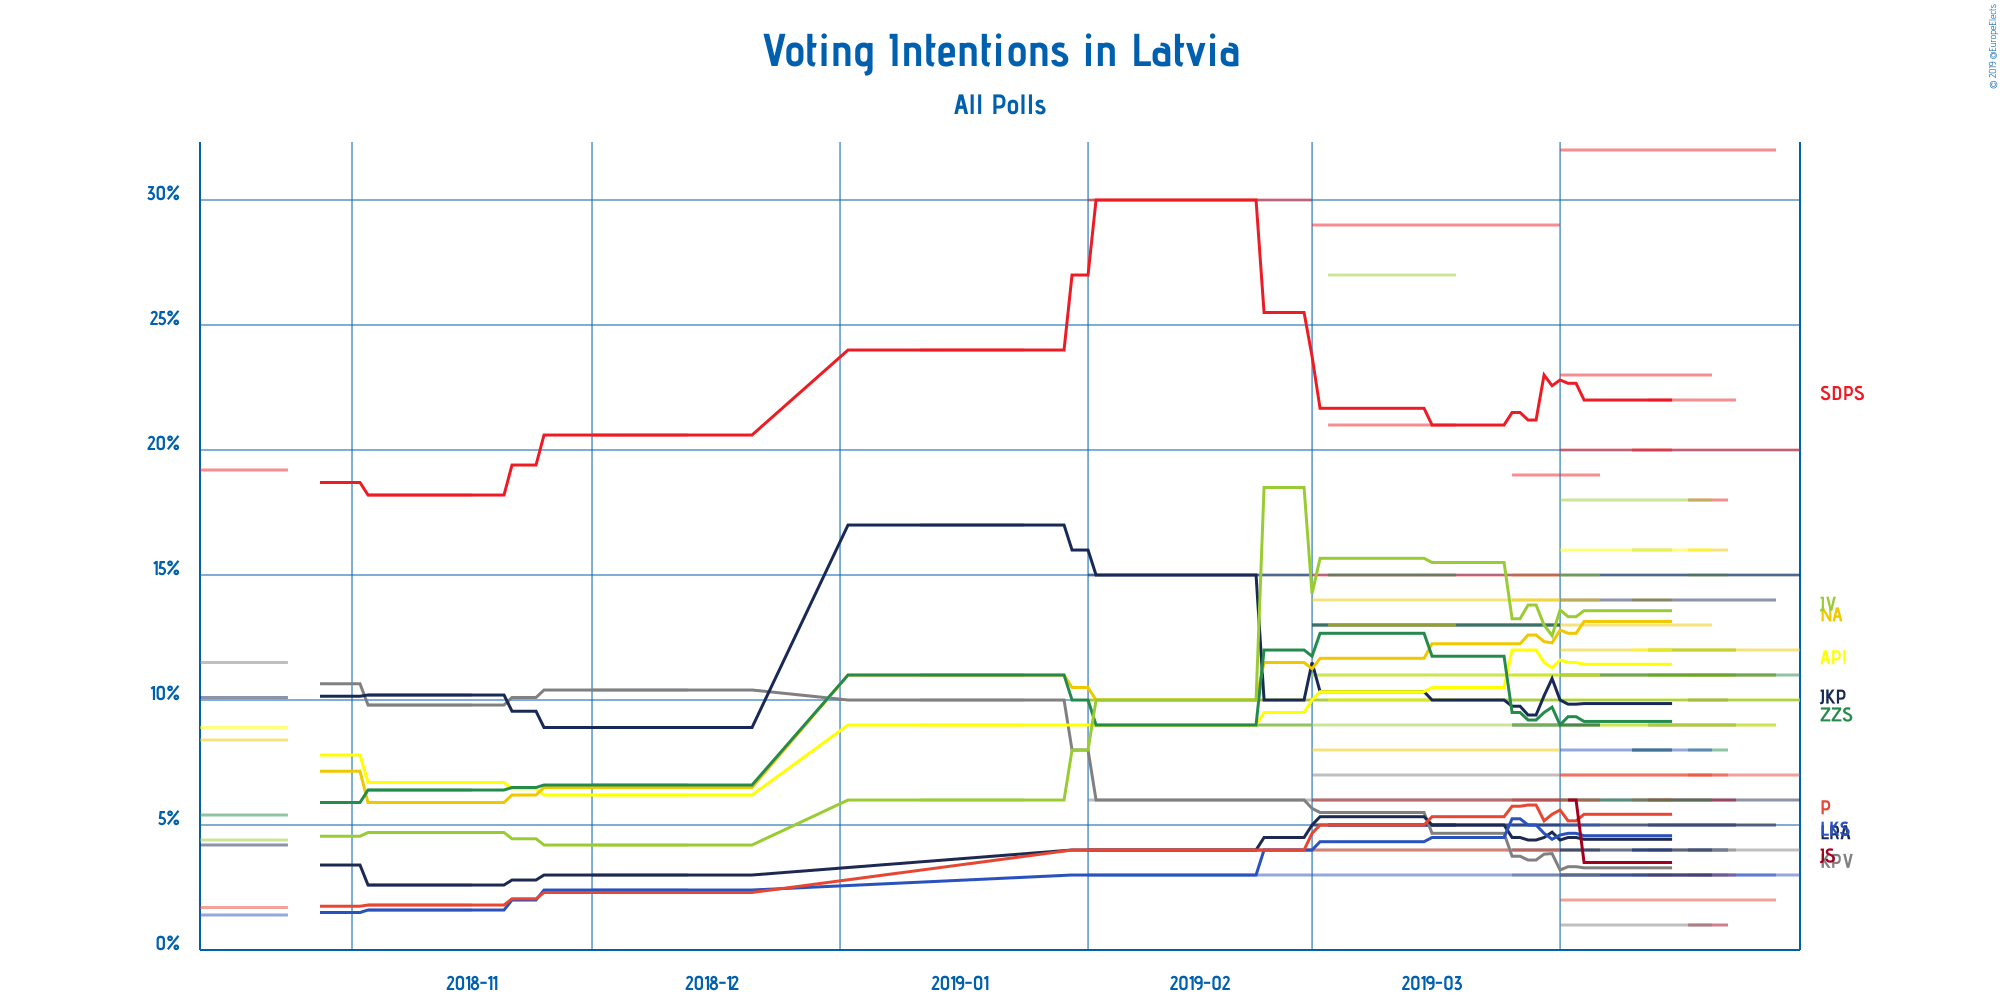 Voting Intentions in Latvia
All Polls
© 2019 @EuropeElects
30%
25%
20%
15%
10%
5%
0%
SDPS
JV
NA
API
JKP
ZZS
P
LKS
LRA
JS
KPV
2018-11
2018-12
2019-01
2019-02
2019-03